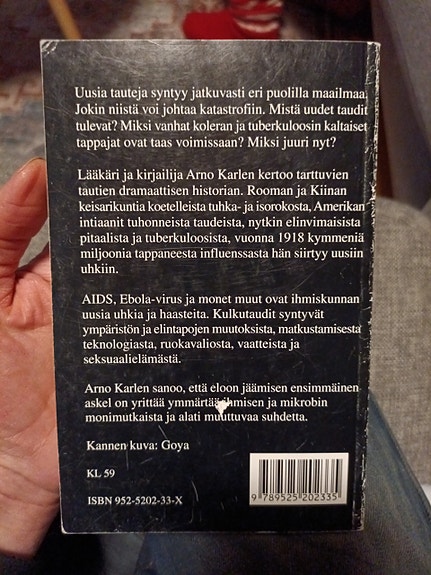 Uusia tauteja syntyy jatkuvasti eri puolilla maailmaa.
Jokin niistä voi johtaa katastrofiin. Mistä uudet taudit
tulevat? Miksi vanhat koleran ja tuberkuloosin kaltaiset
tappajat ovat taas voimissaan? Miksi juuri nyt?
Lääkäri ja kirjailija Arno Karlen kertoo tarttuvien
tautien dramaattisen historian. Rooman ja Kiinan
keisarikuntia koetelleista tuhka- ja isorokosta, Amerikan
intiaanit tuhonneista taudeista, nytkin elinvimaisista
pitaalista ja tuberkuloosista, vuonna 1918 kymmeniä
miljoonia tappaneesta influenssasta hän siirtyy uusiin
uhkiin.
AIDS, Ebola-virus ja monet muut ovat ihmiskunnan
uusia uhkia ja haasteita. Kulkutaudit syntyvät
ympäristön ja elintapojen muutoksista, matkustamisesta
teknologiasta, ruokavaliosta, vaatteista ja
seksuaalielämästä.
Arno Karlen sanoo, että eloon jäämisen ensimmäinen
askel on yrittää ymmärtää ihmisen ja mikrobin
monimutkaista ja alati muuttuvaa suhdetta.
Kannen kuva: Goya
KL 59
ISBN 952-5202-33-X
9 789525 202335